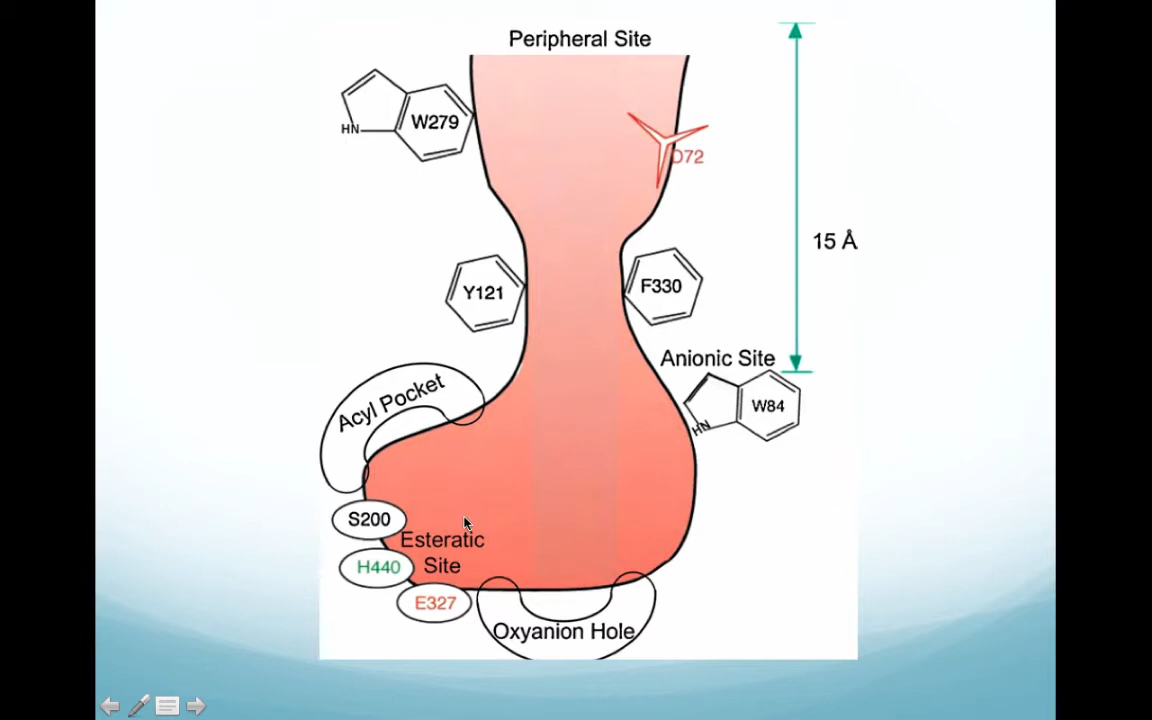 Peripheral Site
W279
HN
D72
15 Å
Y121
F330
Anionic Site
W84
HN
Acyl Pocket
S200
Esteratic
Site
H440
E327
Oxyanion Hole